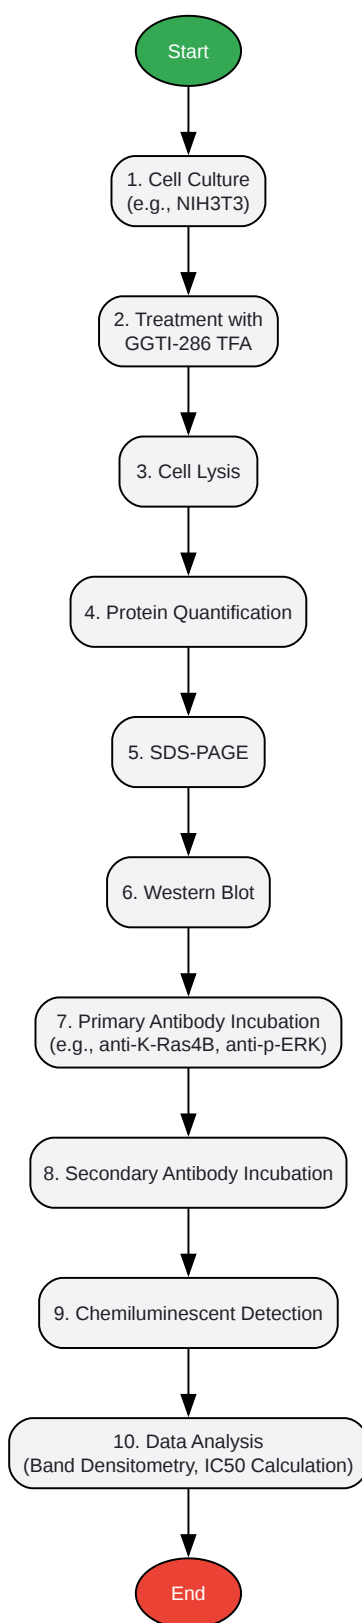 Start
1. Cell Culture
(e.g., NIH3T3)
2. Treatment with
GGTI-286 TFA
3. Cell Lysis
4. Protein Quantification
5. SDS-PAGE
6. Western Blot
7. Primary Antibody Incubation
(e.g., anti-K-Ras4B, anti-p-ERK)
8. Secondary Antibody Incubation
9. Chemiluminescent Detection
10. Data Analysis
(Band Densitometry, IC50 Calculation)
End